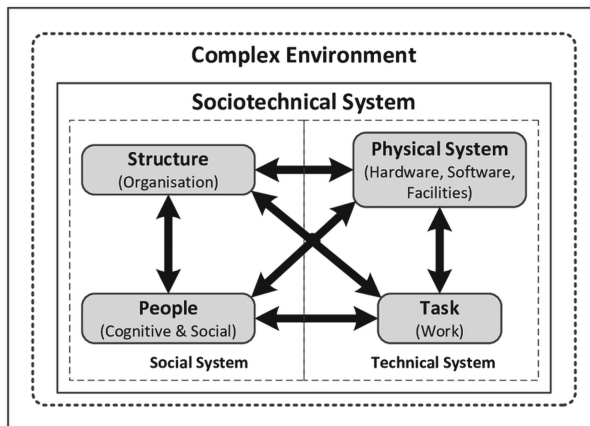 Complex Environment
Sociotechnical System
Structure
(Organisation)
Physical System
(Hardware, Software,
Facilities)
People
(Cognitive & Social)
Task
(Work)
Social System
Technical System